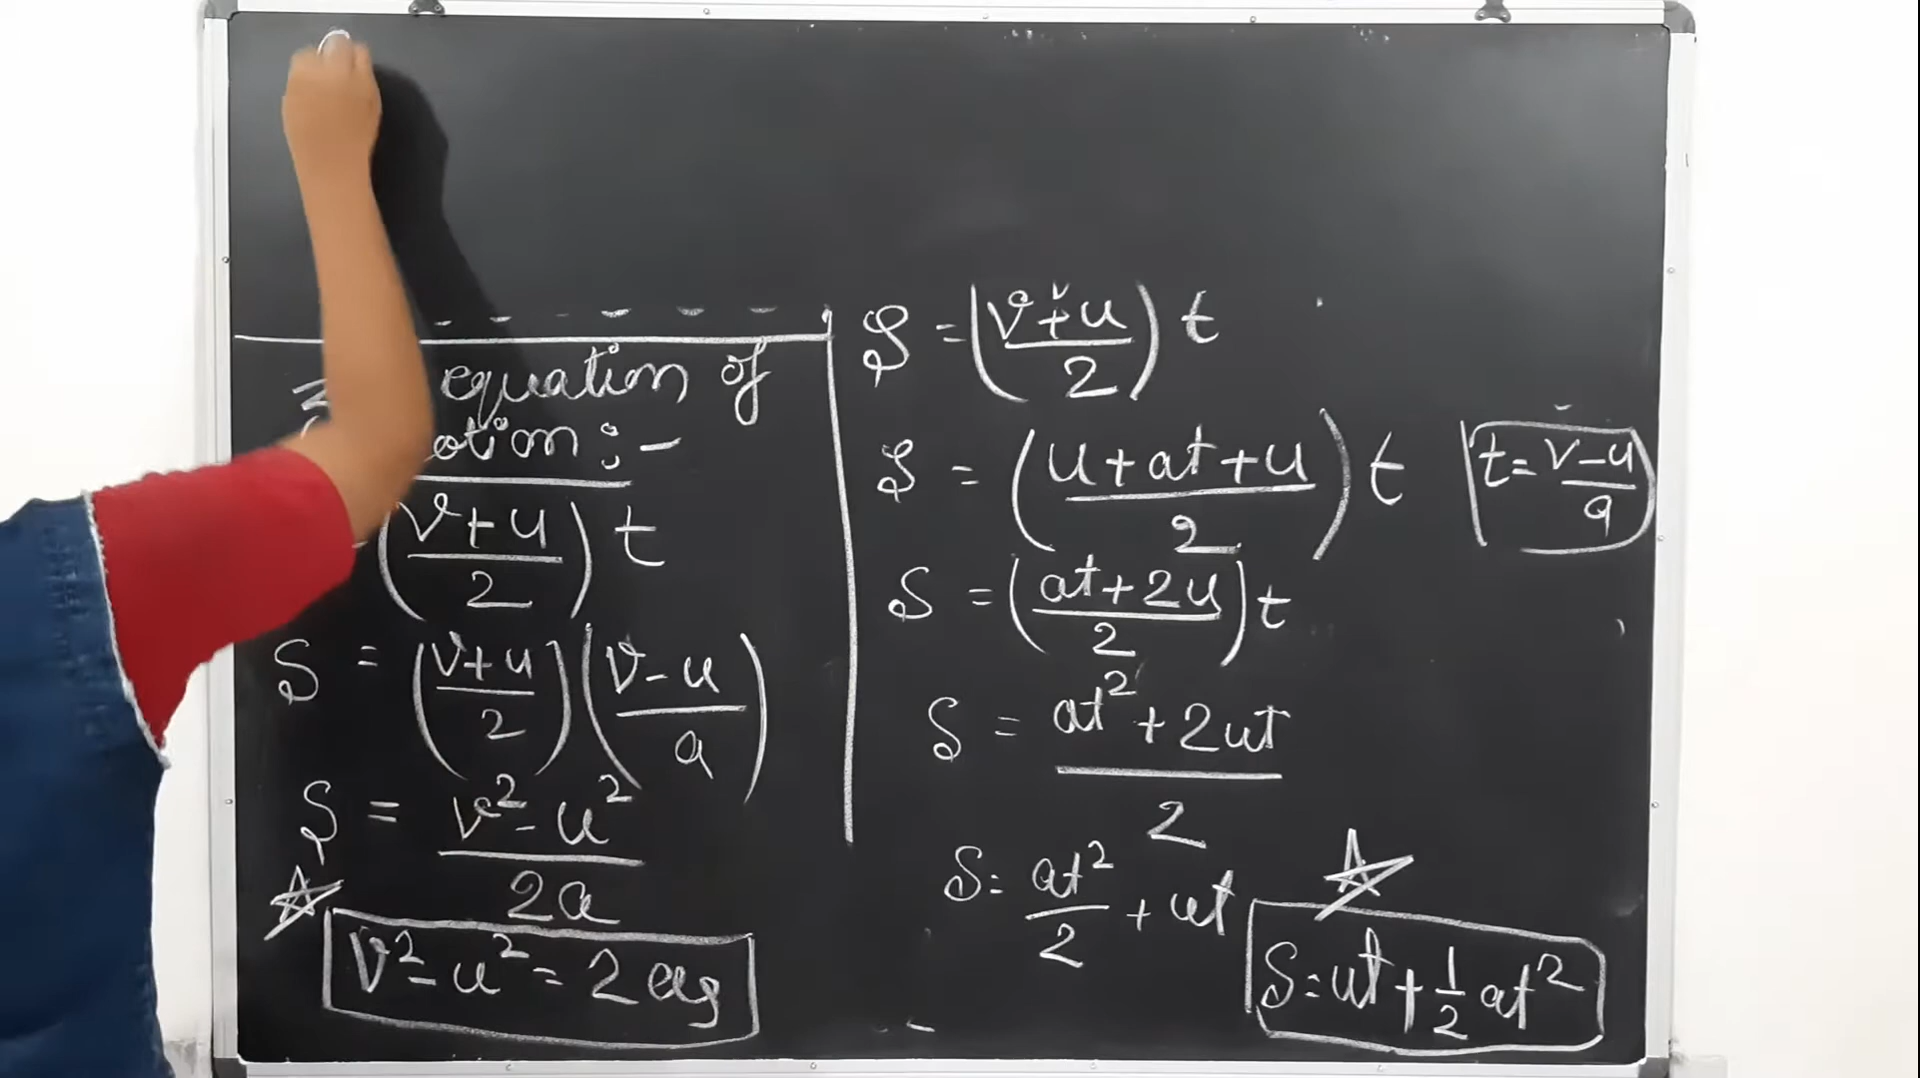 equation of
otion :-
(v+u/2) t
S = (v+u/2)(v-u/a)
S = v²-u²/2a
v²-u² = 2as
S = (v+u/2) t
S = (u+at+u/2) t
t = v-u/a
S = (at+2u/2) t
S = at²+2ut/2
S = at²/2 + ut
S = ut + 1/2 at²